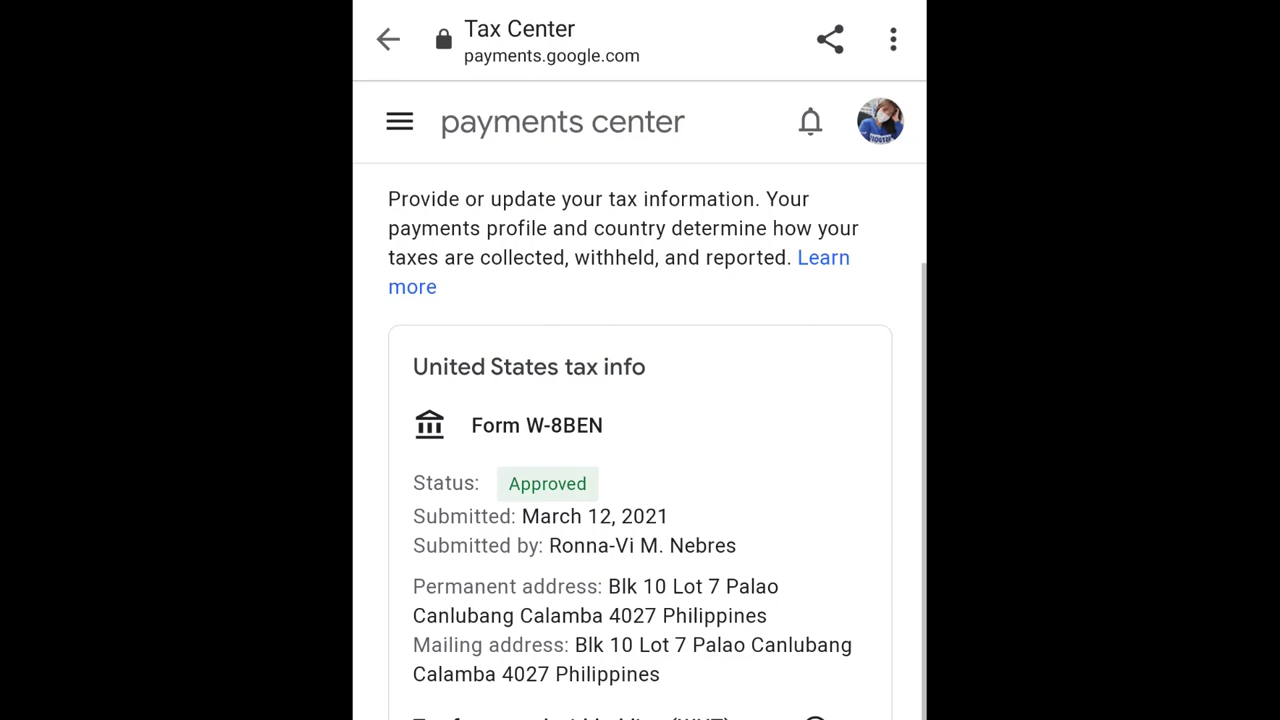 Tax Center
payments.google.com
payments center
Provide or update your tax information. Your
payments profile and country determine how your
taxes are collected, withheld, and reported. Learn
more
United States tax info
Form W-8BEN
Status: Approved
Submitted: March 12, 2021
Submitted by: Ronna-Vi M. Nebres
Permanent address: Blk 10 Lot 7 Palao
Canlubang Calamba 4027 Philippines
Mailing address: Blk 10 Lot 7 Palao Canlubang
Calamba 4027 Philippines